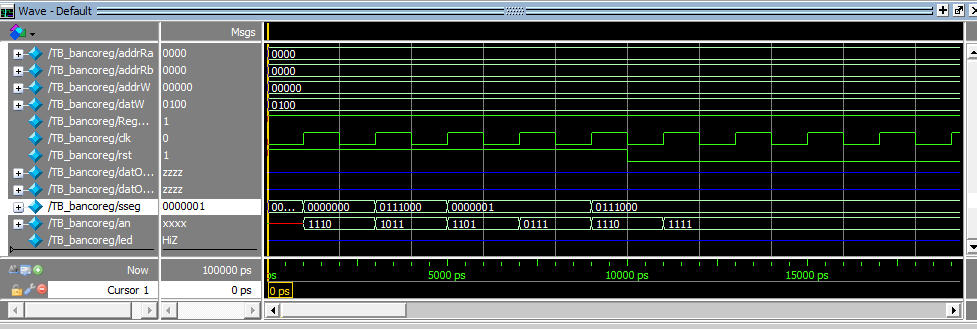 Wave - Default
Msgs
/TB_bancoreg/addrRa 0000 0000
/TB_bancoreg/addrRb 0000 0000
/TB_bancoreg/addrW 00000 00000
/TB_bancoreg/datW 0100 0100
/TB_bancoreg/Reg... 1
/TB_bancoreg/clk 0
/TB_bancoreg/rst 1
/TB_bancoreg/datO... zzzz
/TB_bancoreg/datO... zzzz
/TB_bancoreg/sseg 0000001 00... 0000000 0111000 0000001 0111000
/TB_bancoreg/an xxxx 1110 1011 1101 0111 1110 1111
/TB_bancoreg/led HiZ
Now 100000 ps ps 5000 ps 10000 ps 15000 ps
Cursor 1 0 ps 0 ps